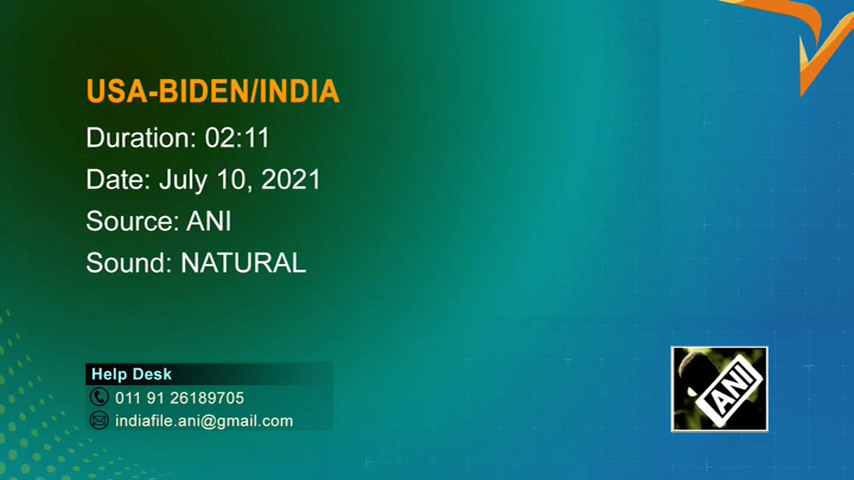 USA-BIDEN/INDIA
Duration: 02:11
Date: July 10, 2021
Source: ANI
Sound: NATURAL
Help Desk
011 91 26189705
indiafile.ani@gmail.com
ANI